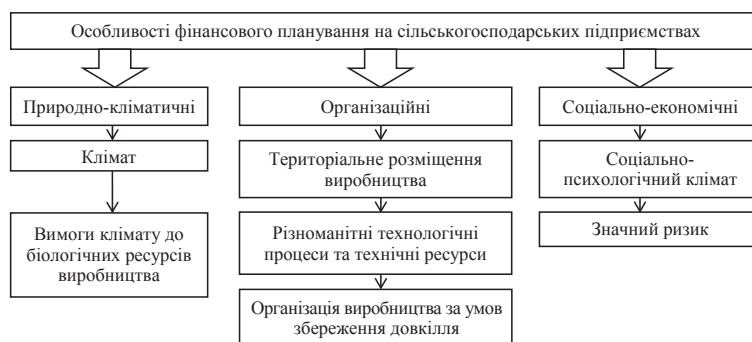 Особливості фінансового планування на сільськогосподарських підприємствах
Природно-кліматичні
Клімат
Вимоги клімату до
біологічних ресурсів
виробництва
Організаційні
Територіальне розміщення
виробництва
Різноманітні технологічні
процеси та технічні ресурси
Організація виробництва за умов
збереження довкілля
Соціально-економічні
Соціально-
психологічний клімат
Значний ризик